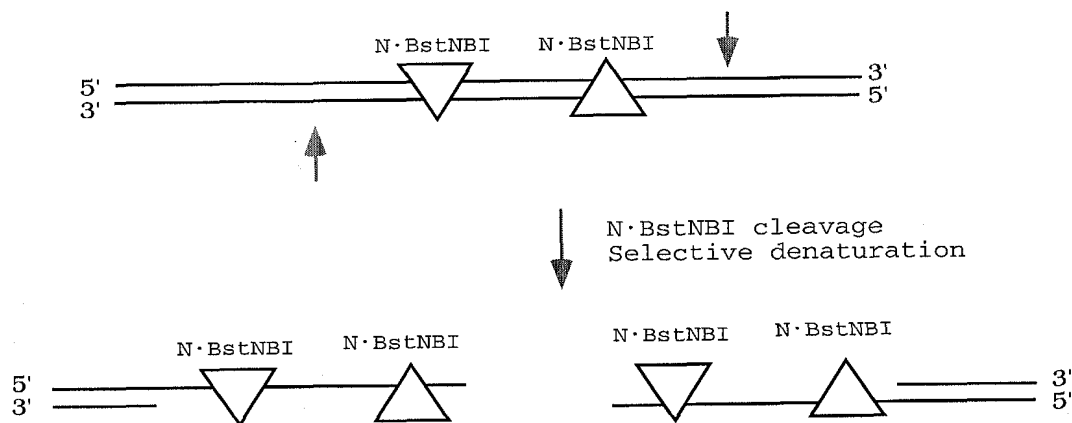 N·BstNBI N·BstNBI
5' 3'
3' 5'
N·BstNBI cleavage
Selective denaturation
N·BstNBI N·BstNBI N·BstNBI N·BstNBI
5' 3'
3' 5'